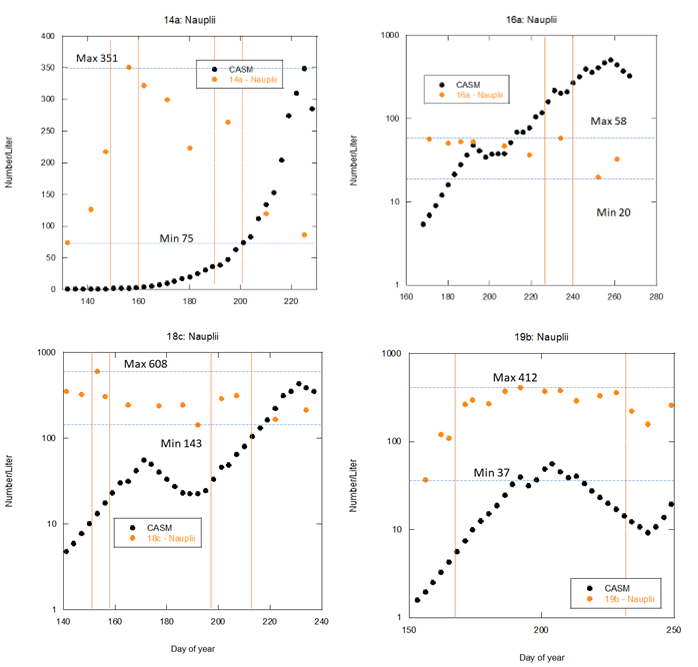 14a: Nauplii
400
350
300
250
200
150
100
50
0
Number/Liter
Max 351
CASM
14a - Nauplii
Min 75
140
160
180
200
220
16a: Nauplii
1000
100
10
1
Number/Liter
CASM
16a - Nauplii
Max 58
Min 20
160
180
200
220
240
260
280
18c: Nauplii
1000
100
10
1
Number/Liter
Max 608
Min 143
CASM
18c - Nauplii
140
160
180
200
220
240
Day of year
19b: Nauplii
1000
100
10
1
Number/Liter
Max 412
Min 37
CASM
19b - Nauplii
150
200
250
Day of year